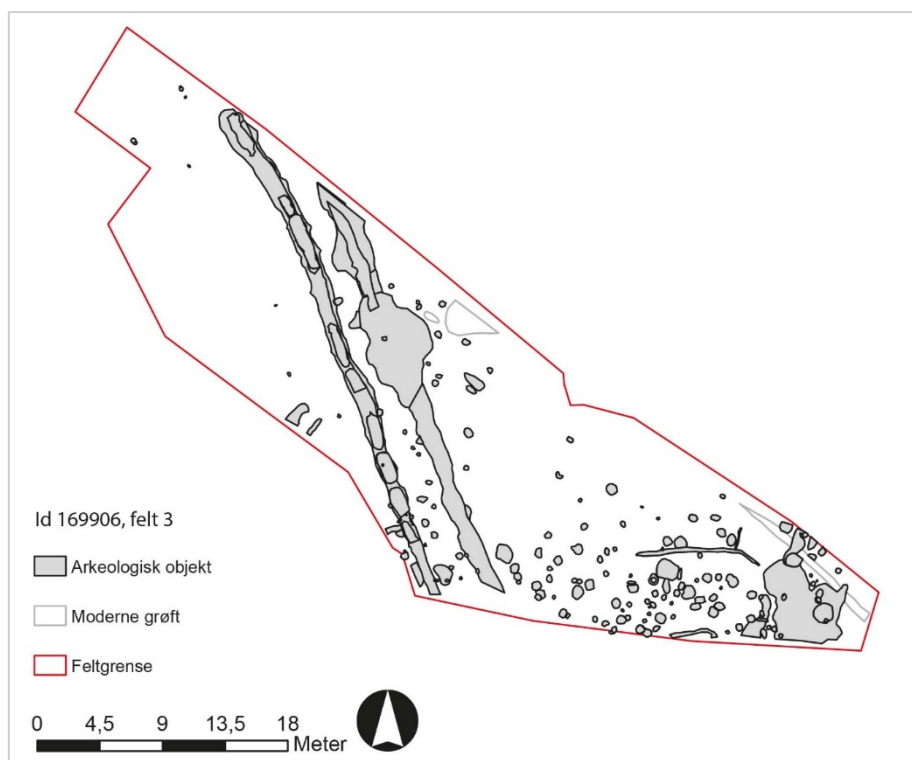 Id 169906, felt 3
Arkeologisk objekt
Moderne grøft
Feltgrense
0 4,5 9 13,5 18
Meter